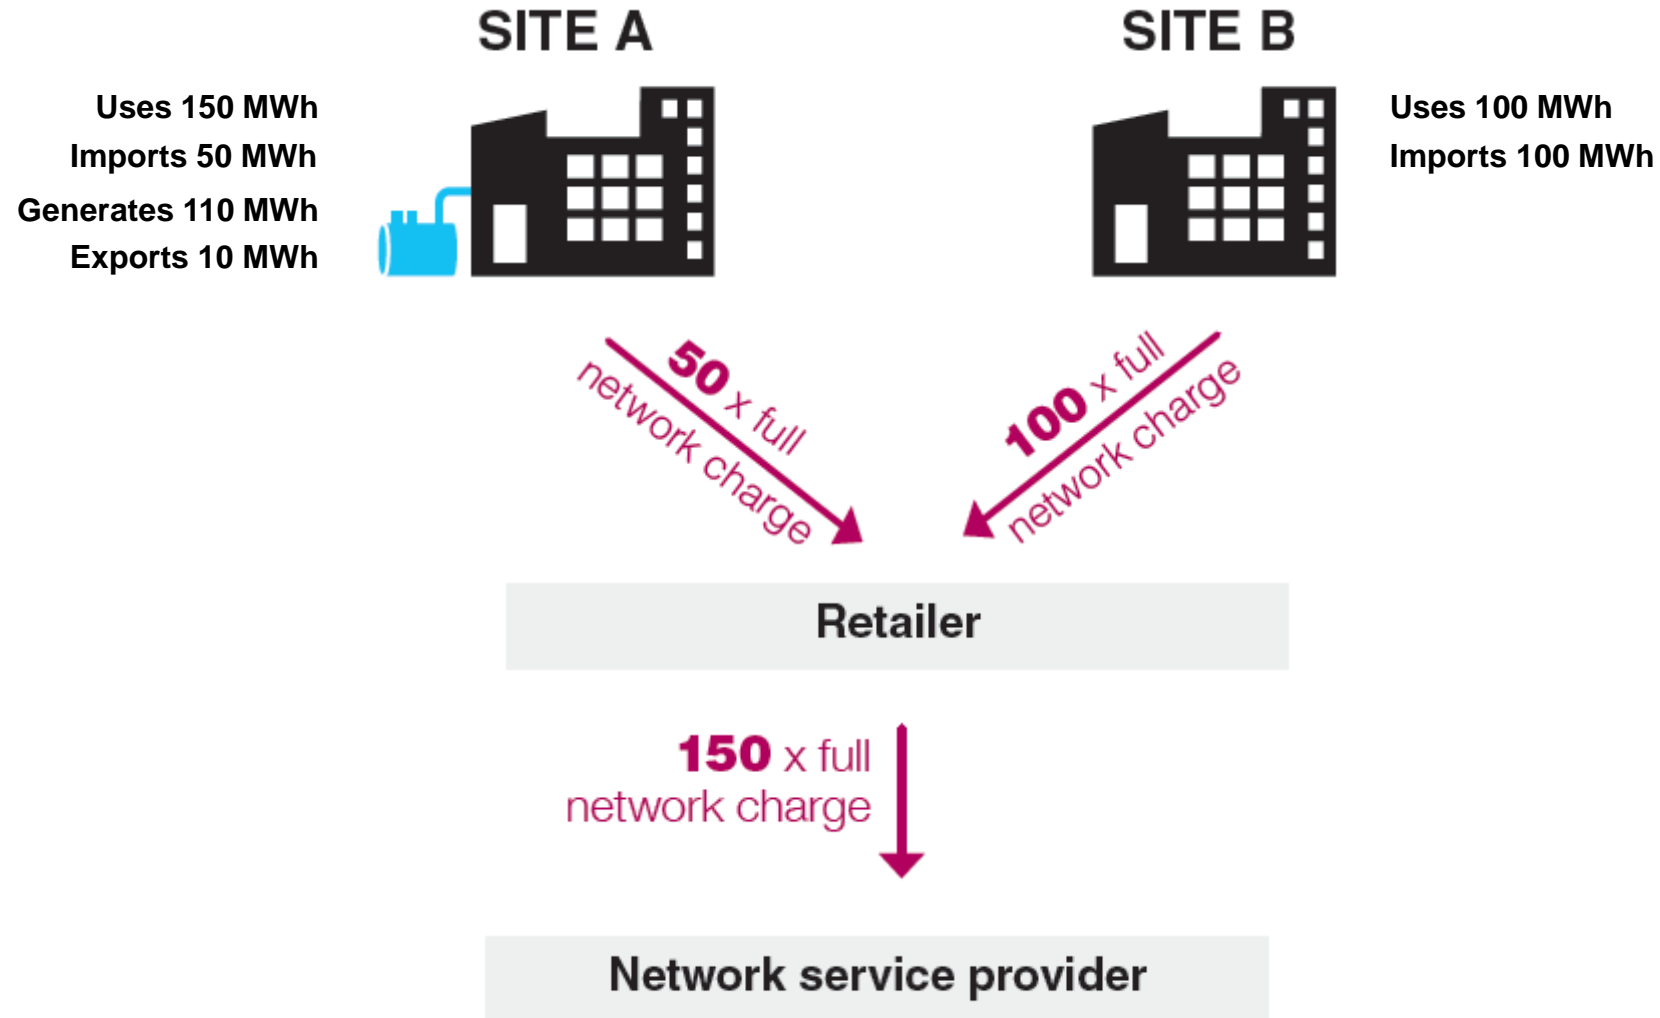 SITE A
Uses 150 MWh
Imports 50 MWh
Generates 110 MWh
Exports 10 MWh
SITE B
Uses 100 MWh
Imports 100 MWh
50 x full
network charge
100 x full
network charge
Retailer
150 x full
network charge
Network service provider